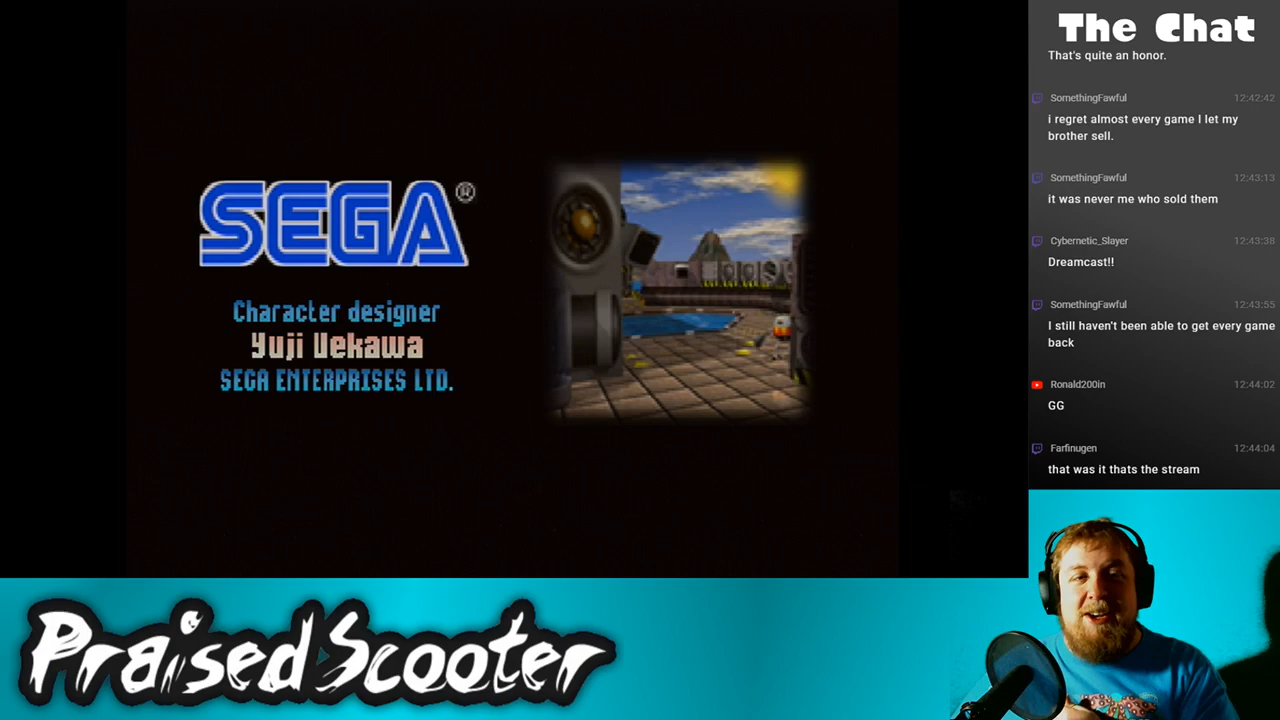 SEGA®
Character designer
Yuji Uekawa
SEGA ENTERPRISES LTD.
The Chat
That's quite an honor.
SomethingFawful 12:42:42
i regret almost every game I let my
brother sell.
SomethingFawful 12:43:13
it was never me who sold them
Cybernetic_Slayer 12:43:38
Dreamcast!!
SomethingFawful 12:43:55
I still haven't been able to get every game
back
Ronald200in 12:44:02
GG
Farfinugen 12:44:04
that was it thats the stream
PraisedScooter